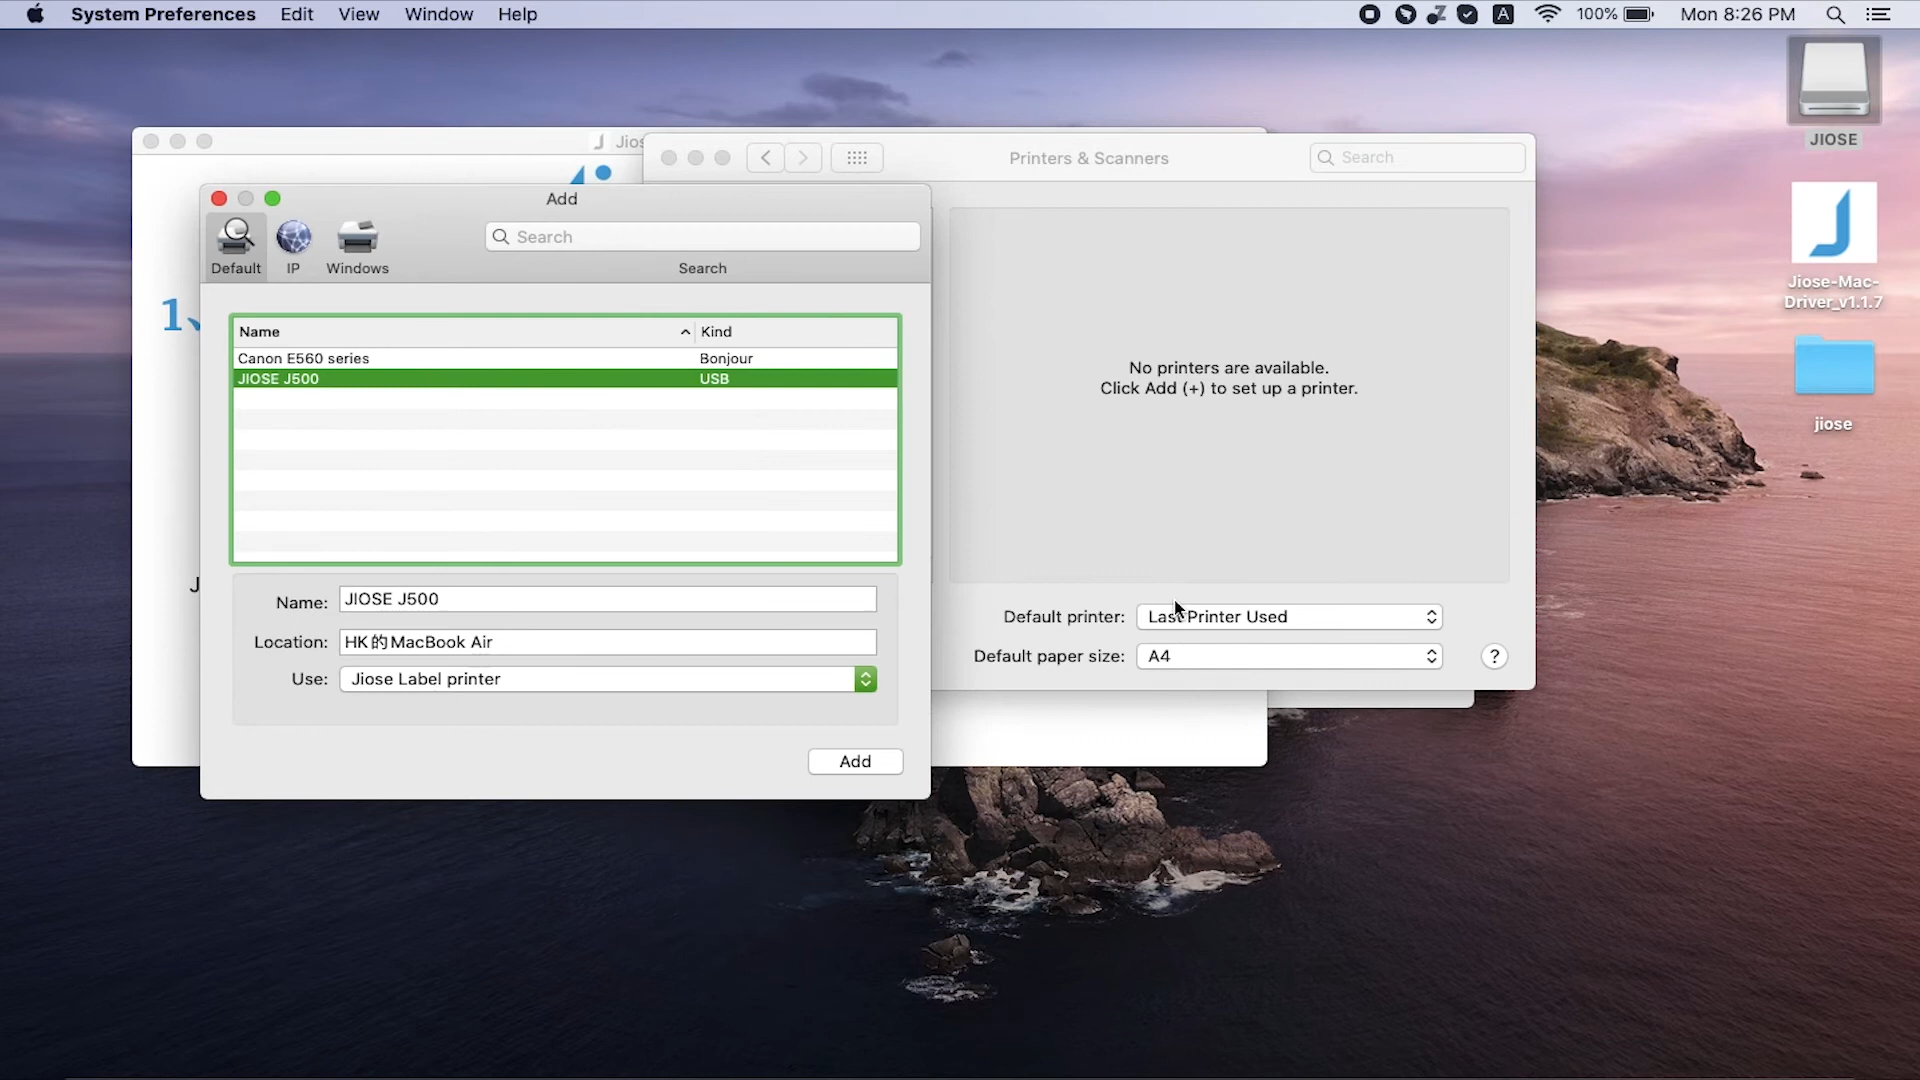 System Preferences Edit View Window Help
A 100% Mon 8:26 PM
JIOSE
Jiose-Mac-
Driver_v1.1.7
jiose
Printers & Scanners
Search
Add
Default IP Windows
Search
Search
1、
Name Kind
Canon E560 series Bonjour
JIOSE J500 USB
No printers are available.
Click Add (+) to set up a printer.
Name: JIOSE J500
Location: HK的MacBook Air
Use: Jiose Label printer
Add
Default printer: Last Printer Used
Default paper size: A4
?